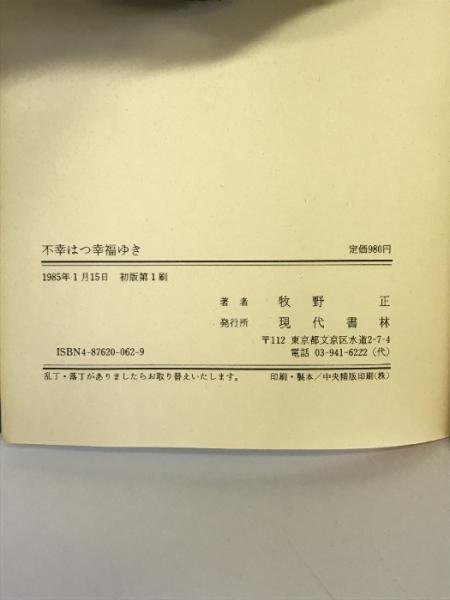 不幸はつ幸福ゆき 定価980円
1985年1月15日 初版第1刷
著者 牧野 正
発行所 現代書林
〒112 東京都文京区水道2-7-4
電話 03-941-6222（代）
ISBN4-87620-062-9
乱丁・落丁がありましたらお取り替えいたします。 印刷・製本／中央精版印刷（株）